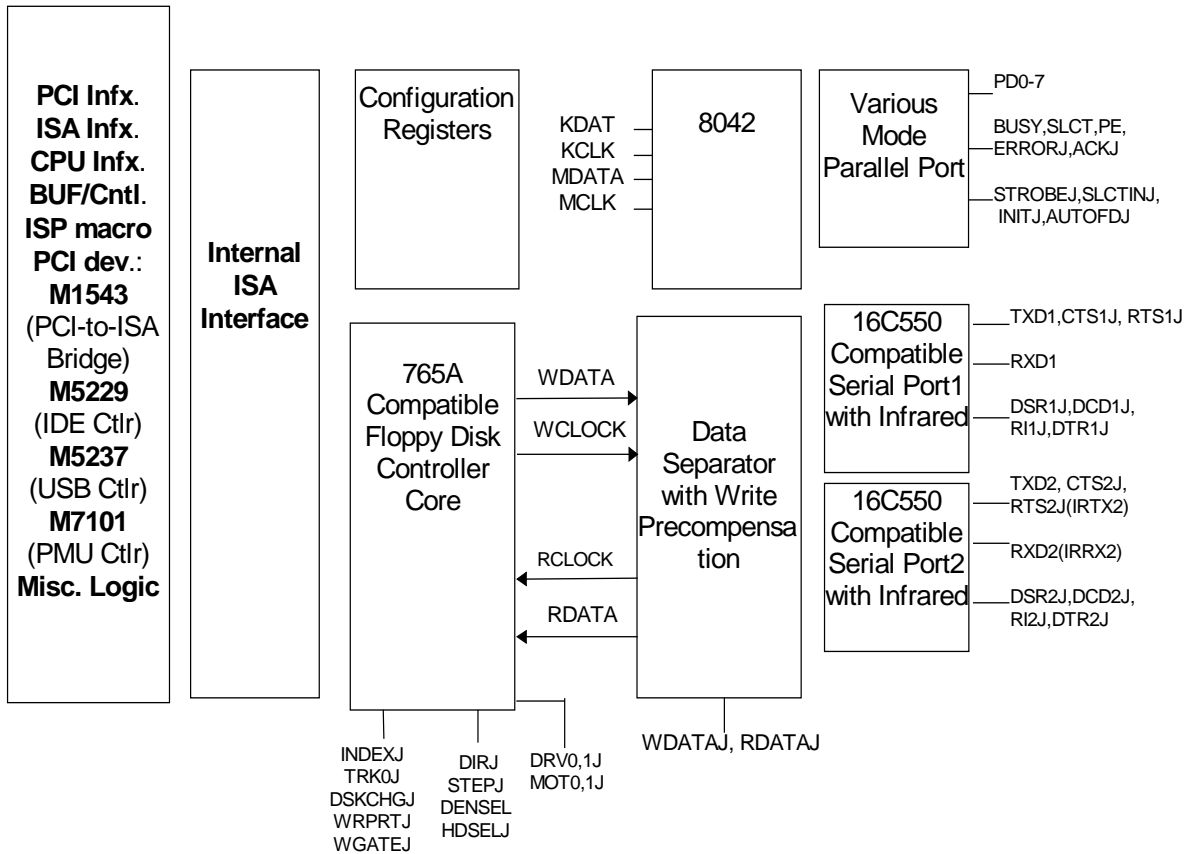 PCI Infx.
ISA Infx.
CPU Infx.
BUF/Cntl.
ISP macro
PCI dev.:
M1543
(PCI-to-ISA
Bridge)
M5229
(IDE Ctlr)
M5237
(USB Ctlr)
M7101
(PMU Ctlr)
Misc. Logic
Internal
ISA
Interface
Configuration
Registers
KDAT
KCLK
MDATA
MCLK
8042
Various
Mode
Parallel Port
PD0-7
BUSY,SLCT,PE,
ERRORJ,ACKJ
STROBEJ,SLCTINJ,
INITJ,AUTOFDJ
765A
Compatible
Floppy Disk
Controller
Core
WDATA
WCLOCK
RCLOCK
RDATA
Data
Separator
with Write
Precompensa
tion
16C550
Compatible
Serial Port1
with Infrared
TXD1,CTS1J, RTS1J
RXD1
DSR1J,DCD1J,
RI1J,DTR1J
16C550
Compatible
Serial Port2
with Infrared
TXD2, CTS2J,
RTS2J(IRTX2)
RXD2(IRRX2)
DSR2J,DCD2J,
RI2J,DTR2J
INDEXJ
TRK0J
DSKCHGJ
WRPRTJ
WGATEJ
DIRJ
STEPJ
DENSEL
HDSELJ
DRV0,1J
MOT0,1J
WDATAJ, RDATAJ